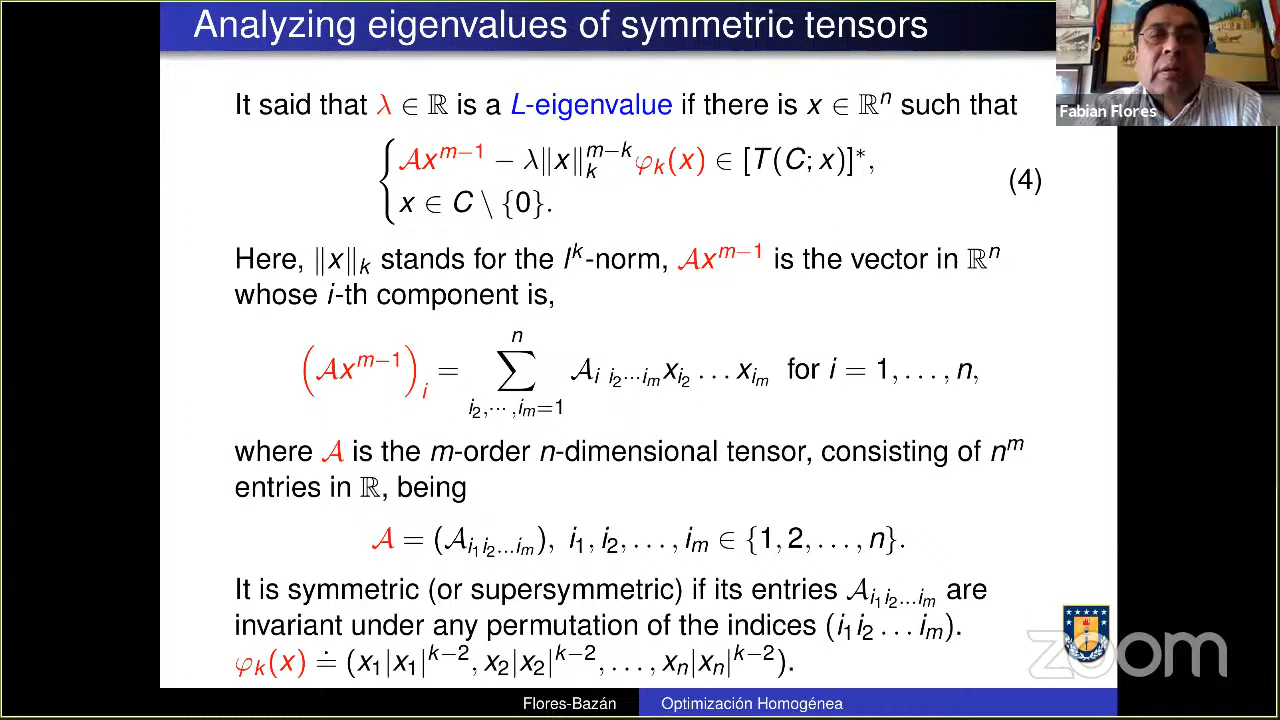 Analyzing eigenvalues of symmetric tensors
Fabian Flores
It said that λ ∈ ℝ is a L-eigenvalue if there is x ∈ ℝⁿ such that
{ 𝒜x^{m−1} − λ‖x‖_k^{m−k} φ_k(x) ∈ [T(C; x)]*,
x ∈ C \ {0}.
(4)
Here, ‖x‖_k stands for the l^k-norm, 𝒜x^{m−1} is the vector in ℝⁿ
whose i-th component is,
(𝒜x^{m−1})_i = ∑_{i_2,⋯,i_m=1}^{n} 𝒜_{i i_2⋯i_m} x_{i_2} … x_{i_m} for i = 1, …, n,
where 𝒜 is the m-order n-dimensional tensor, consisting of n^m
entries in ℝ, being
𝒜 = (𝒜_{i_1 i_2 … i_m}), i_1, i_2, …, i_m ∈ {1, 2, …, n}.
It is symmetric (or supersymmetric) if its entries 𝒜_{i_1 i_2 … i_m} are
invariant under any permutation of the indices (i_1 i_2 … i_m).
φ_k(x) ≐ (x_1|x_1|^{k−2}, x_2|x_2|^{k−2}, …, x_n|x_n|^{k−2}).
zoom
Flores-Bazán Optimización Homogénea